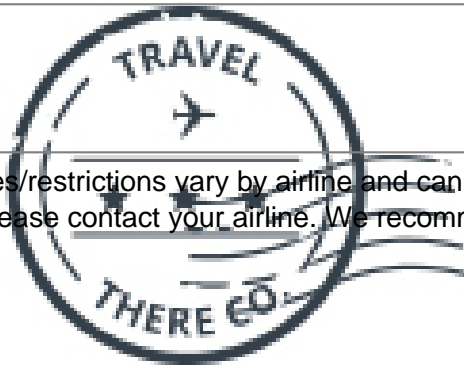 TRAVEL
es/restrictions vary by airline and can
ease contact your airline. We recomm
THERE CO.